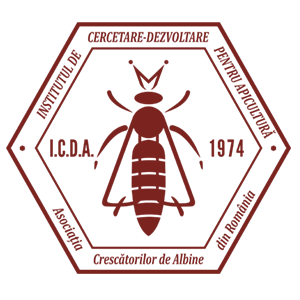 INSTITUTUL DE
CERCETARE-DEZVOLTARE
PENTRU APICULTURĂ
I.C.D.A.
1974
Asociația
Crescătorilor de Albine
din România